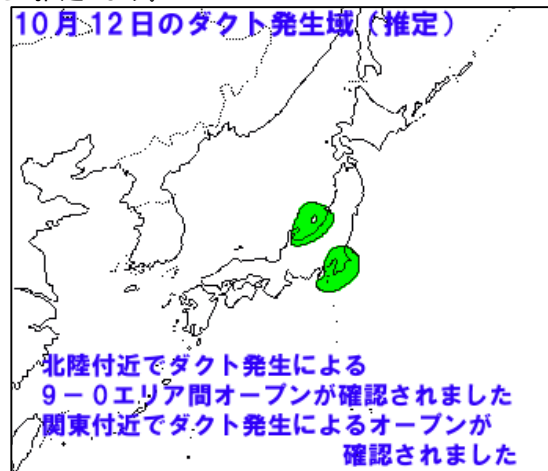 10月12日のダクト発生域(推定)
北陸付近でダクト発生による
9-0エリア間オープンが確認されました
関東付近でダクト発生によるオープンが
確認されました